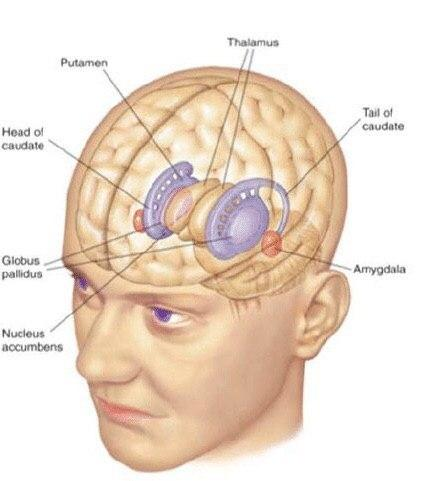 Thalamus
Putamen
Tail of
caudate
Head of
caudate
Globus
pallidus
Amygdala
Nucleus
accumbens